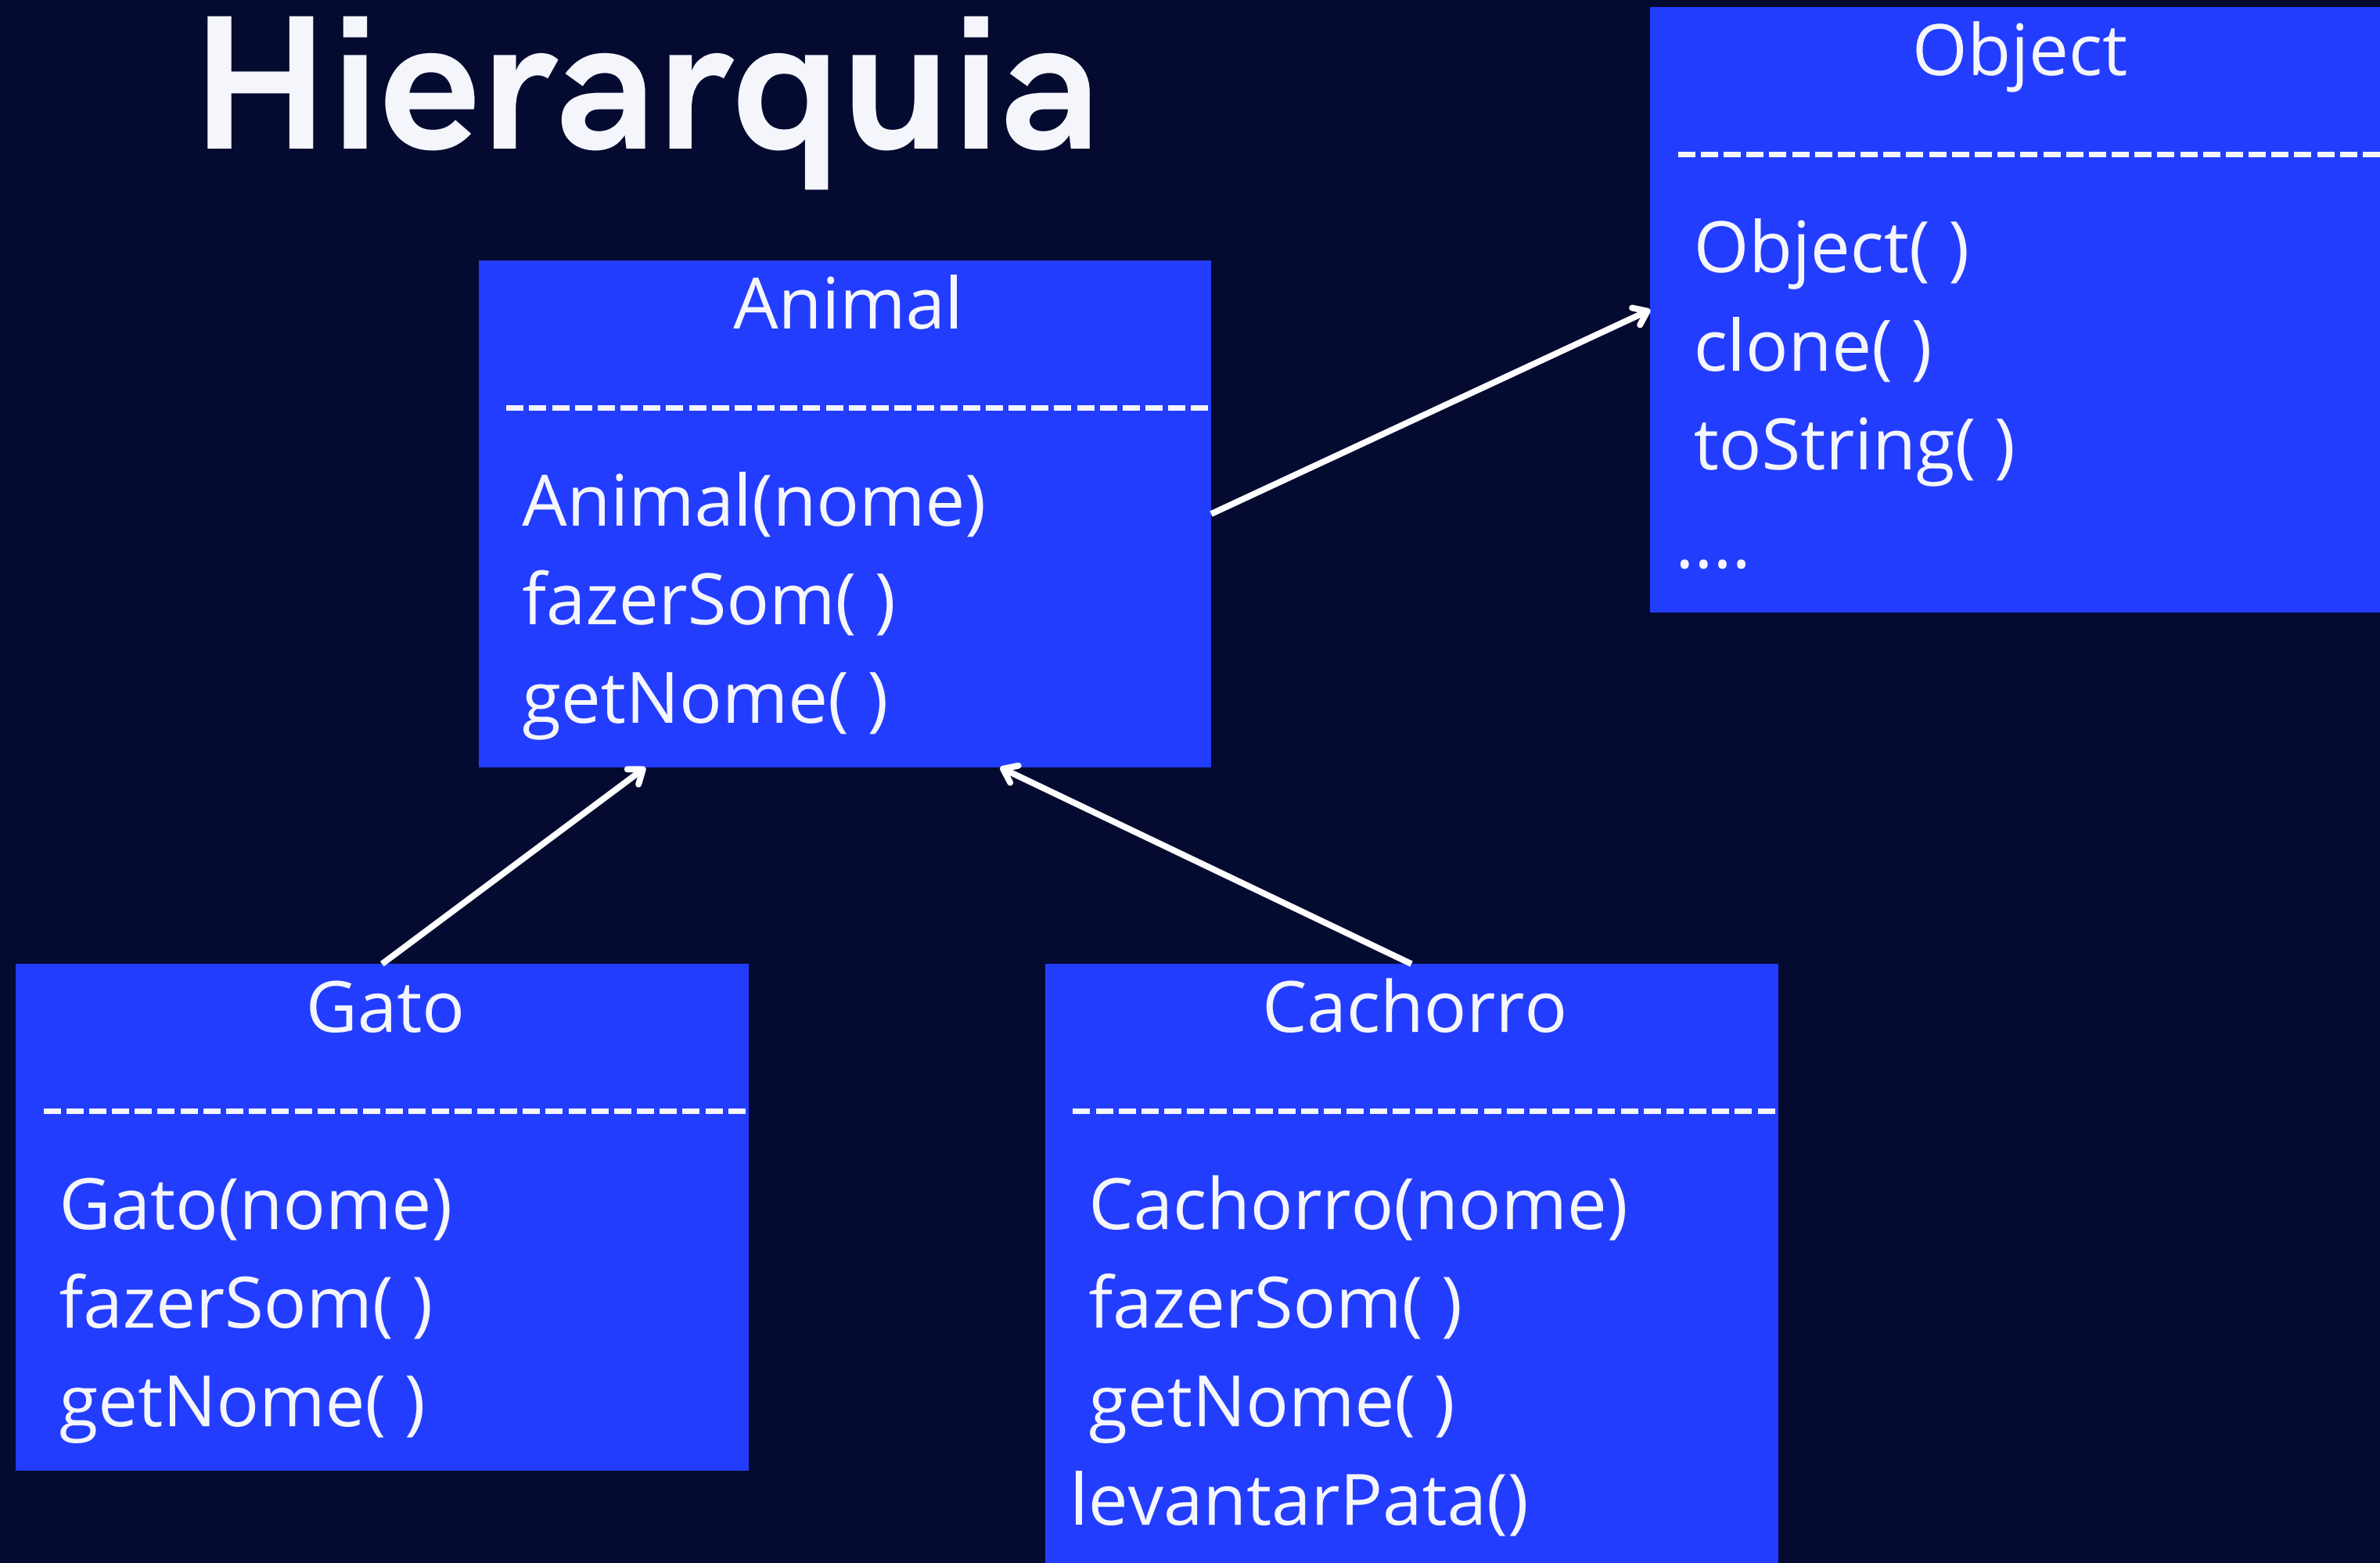 Hierarquia
Object
Object( )
clone( )
toString( )
....
Animal
Animal(nome)
fazerSom( )
getNome( )
Gato
Gato(nome)
fazerSom( )
getNome( )
Cachorro
Cachorro(nome)
fazerSom( )
getNome( )
levantarPata()